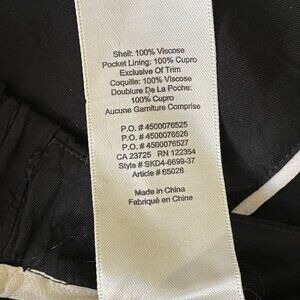 Shell: 100% Viscose
Pocket Lining: 100% Cupro
Exclusive Of Trim
Coquille: 100% Viscose
Doublure De La Poche:
100% Cupro
Aucune Garniture Comprise
P.O. # 4500076525
P.O. # 4500076526
P.O. # 4500076527
CA 23725 RN 122354
Style # SKD4-6699-37
Article # 65028
Made in China
Fabriqué en Chine